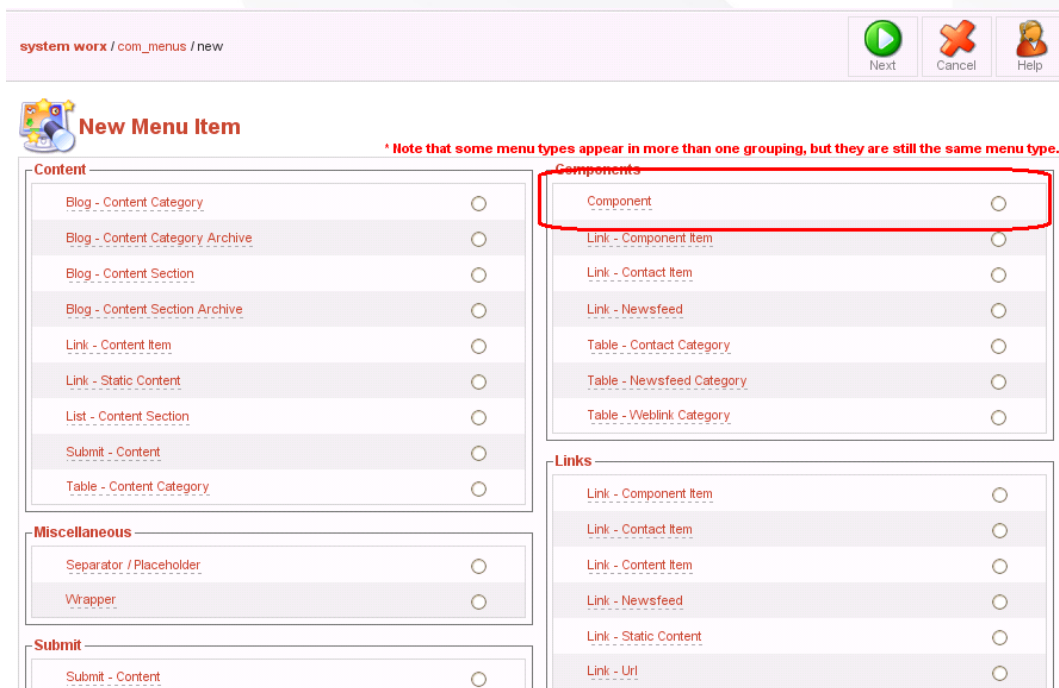 system worx / com_menus / new
Next
Cancel
Help
New Menu Item
* Note that some menu types appear in more than one grouping, but they are still the same menu type.
Content
Blog - Content Category
Blog - Content Category Archive
Blog - Content Section
Blog - Content Section Archive
Link - Content Item
Link - Static Content
List - Content Section
Submit - Content
Table - Content Category
Miscellaneous
Separator / Placeholder
Wrapper
Submit
Submit - Content
Components
Component
Link - Component Item
Link - Contact Item
Link - Newsfeed
Table - Contact Category
Table - Newsfeed Category
Table - Weblink Category
Links
Link - Component Item
Link - Contact Item
Link - Content Item
Link - Newsfeed
Link - Static Content
Link - Url